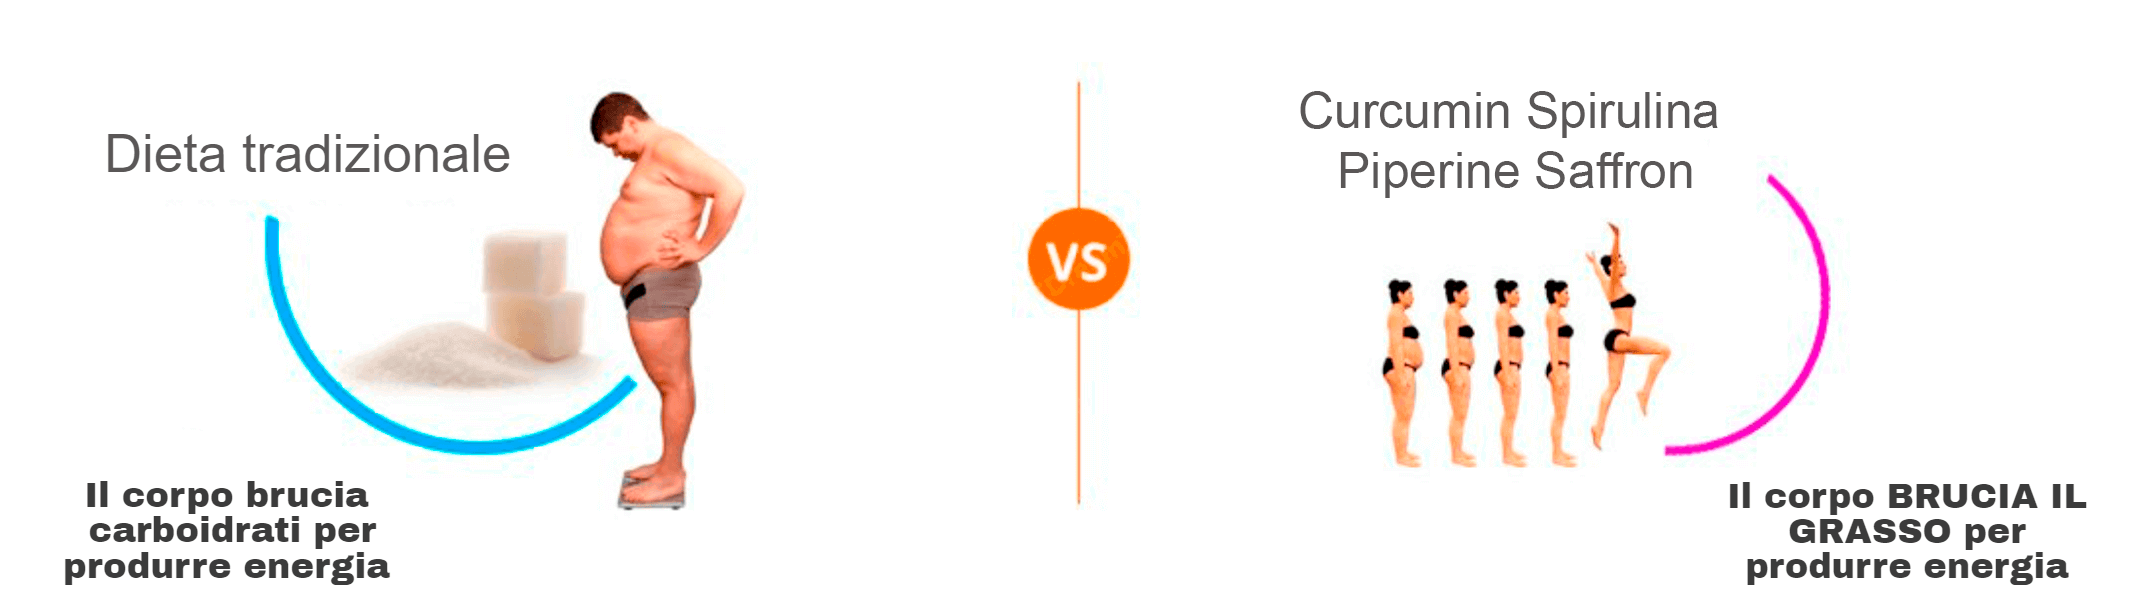 Dieta tradizionale
Il corpo brucia
carboidrati per
produrre energia
VS
Curcumin Spirulina
Piperine Saffron
Il corpo BRUCIA IL
GRASSO per
produrre energia